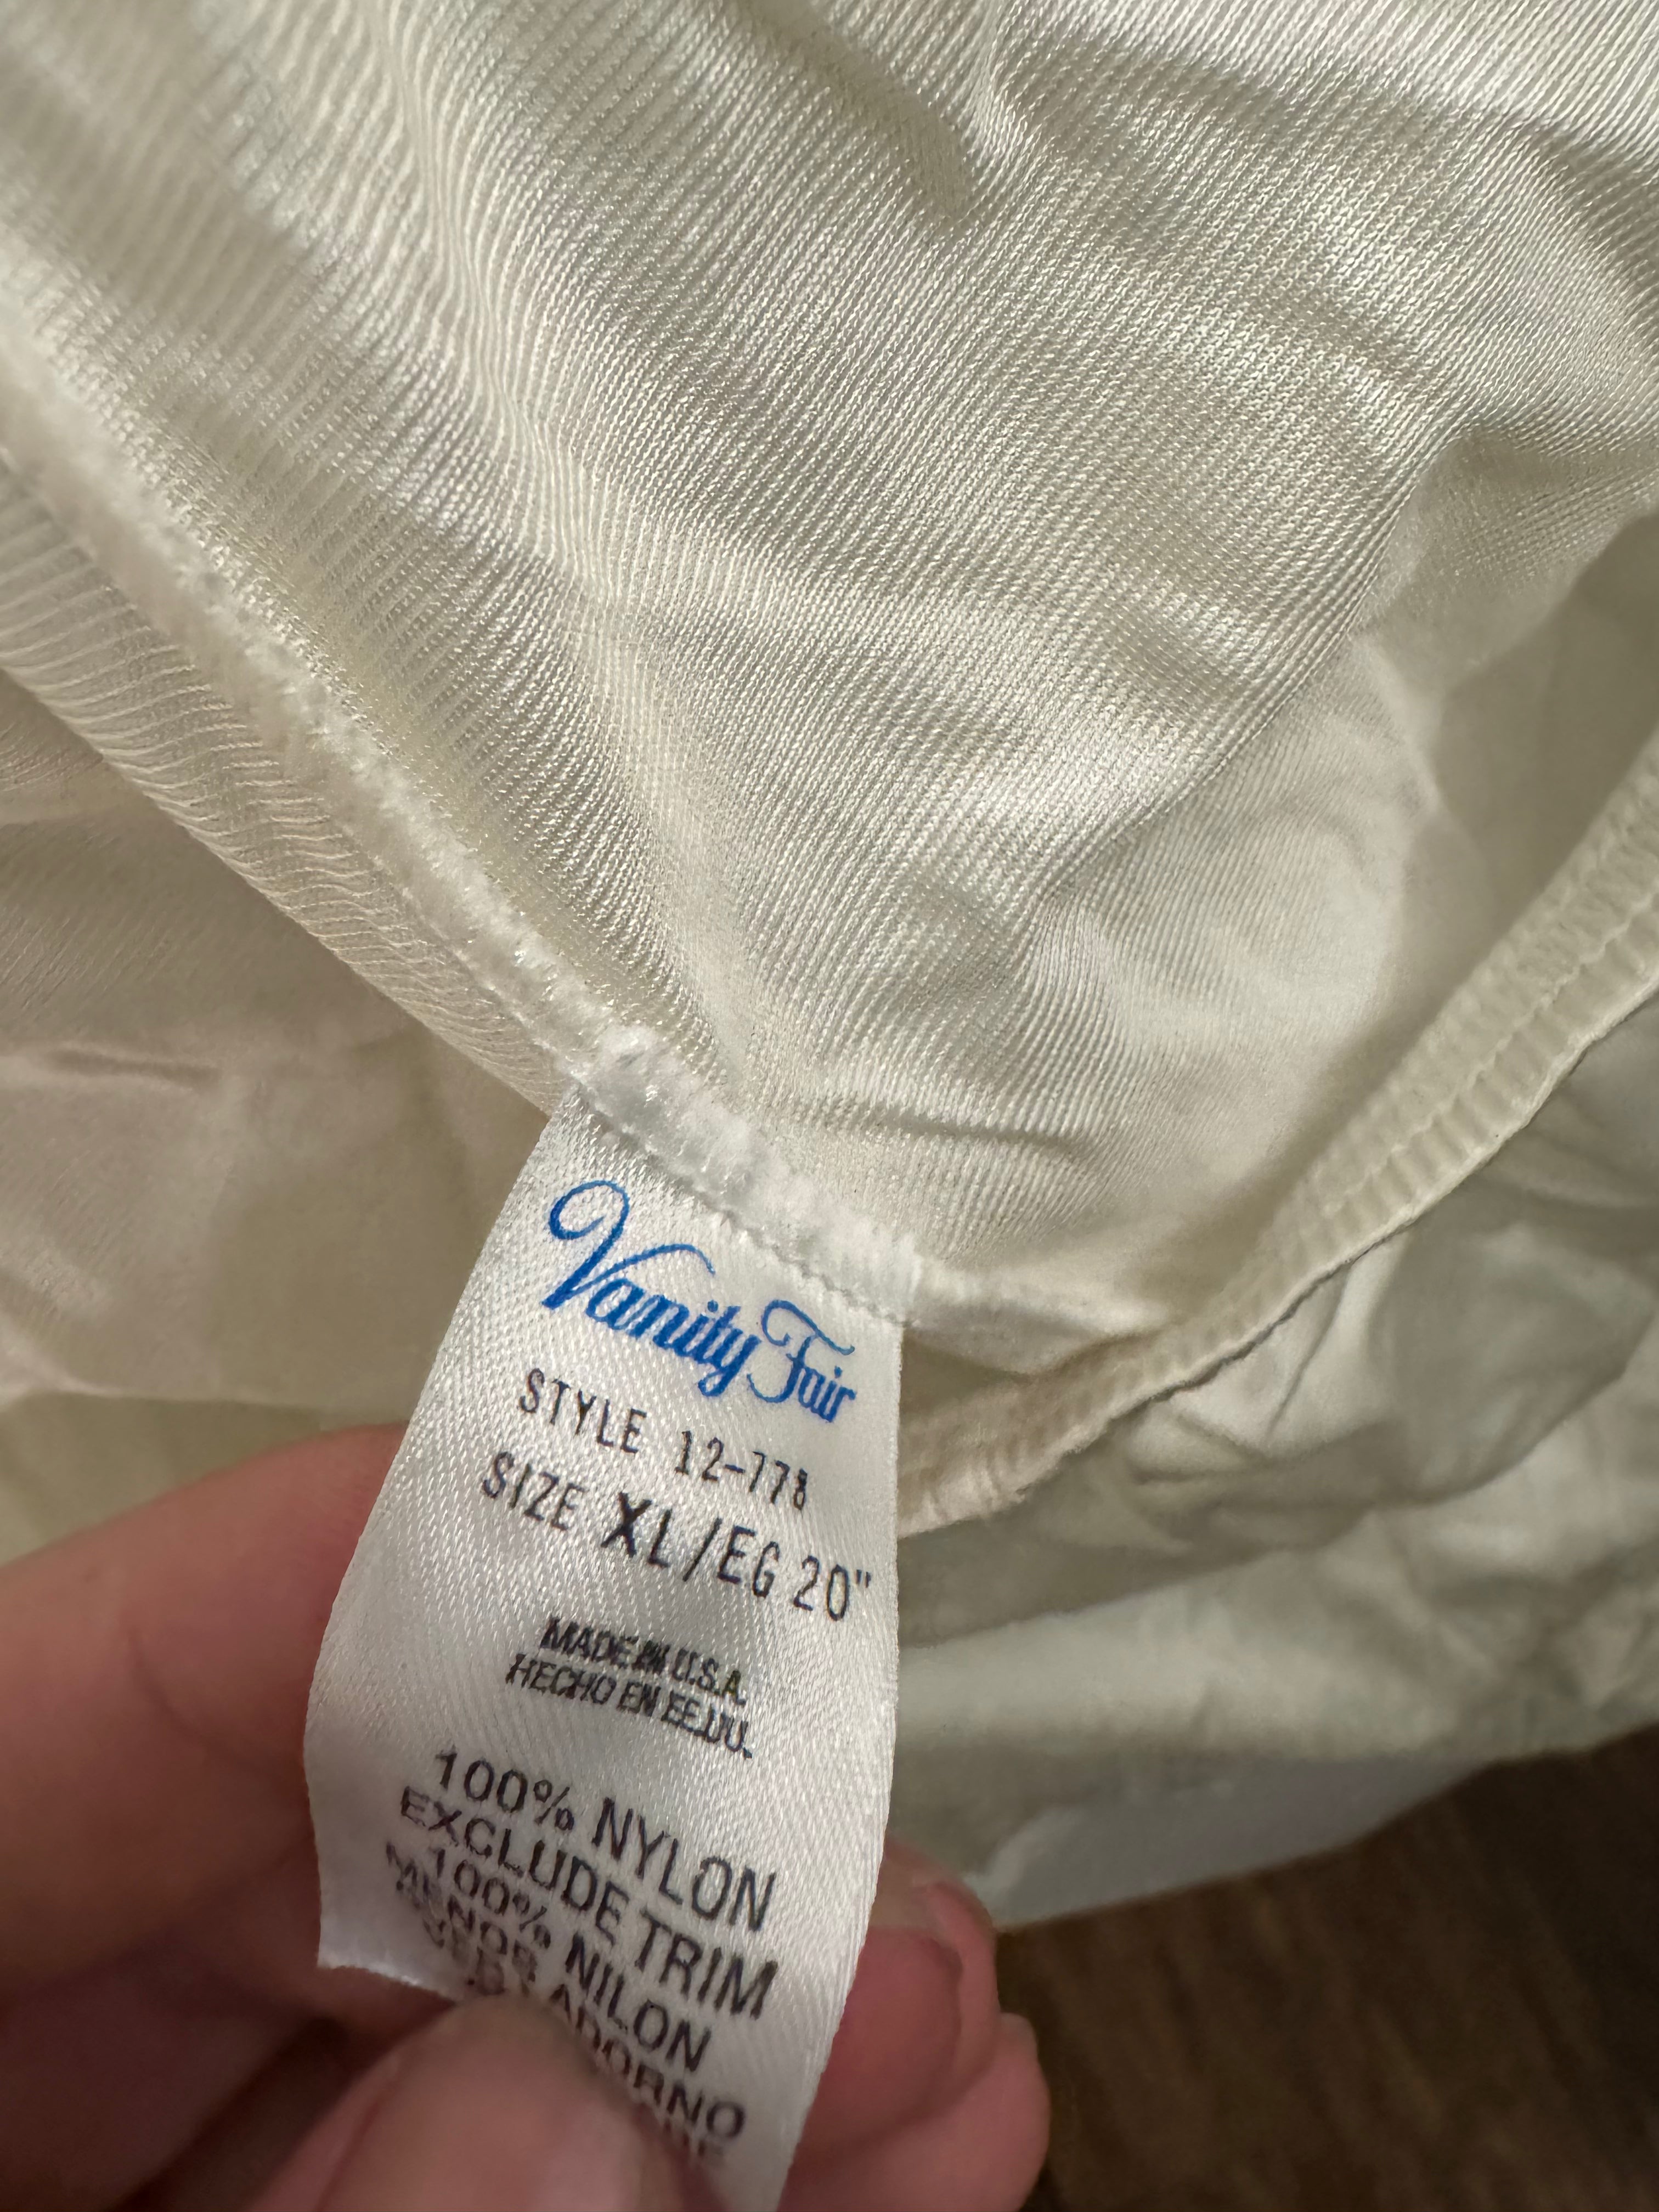 Vanity Fair
STYLE 12-778
SIZE XL/EG 20"
MADE IN U.S.A.
HECHO EN EE.UU.
100% NYLON
EXCLUDE TRIM
100% NILON
MENOS
ADORNO